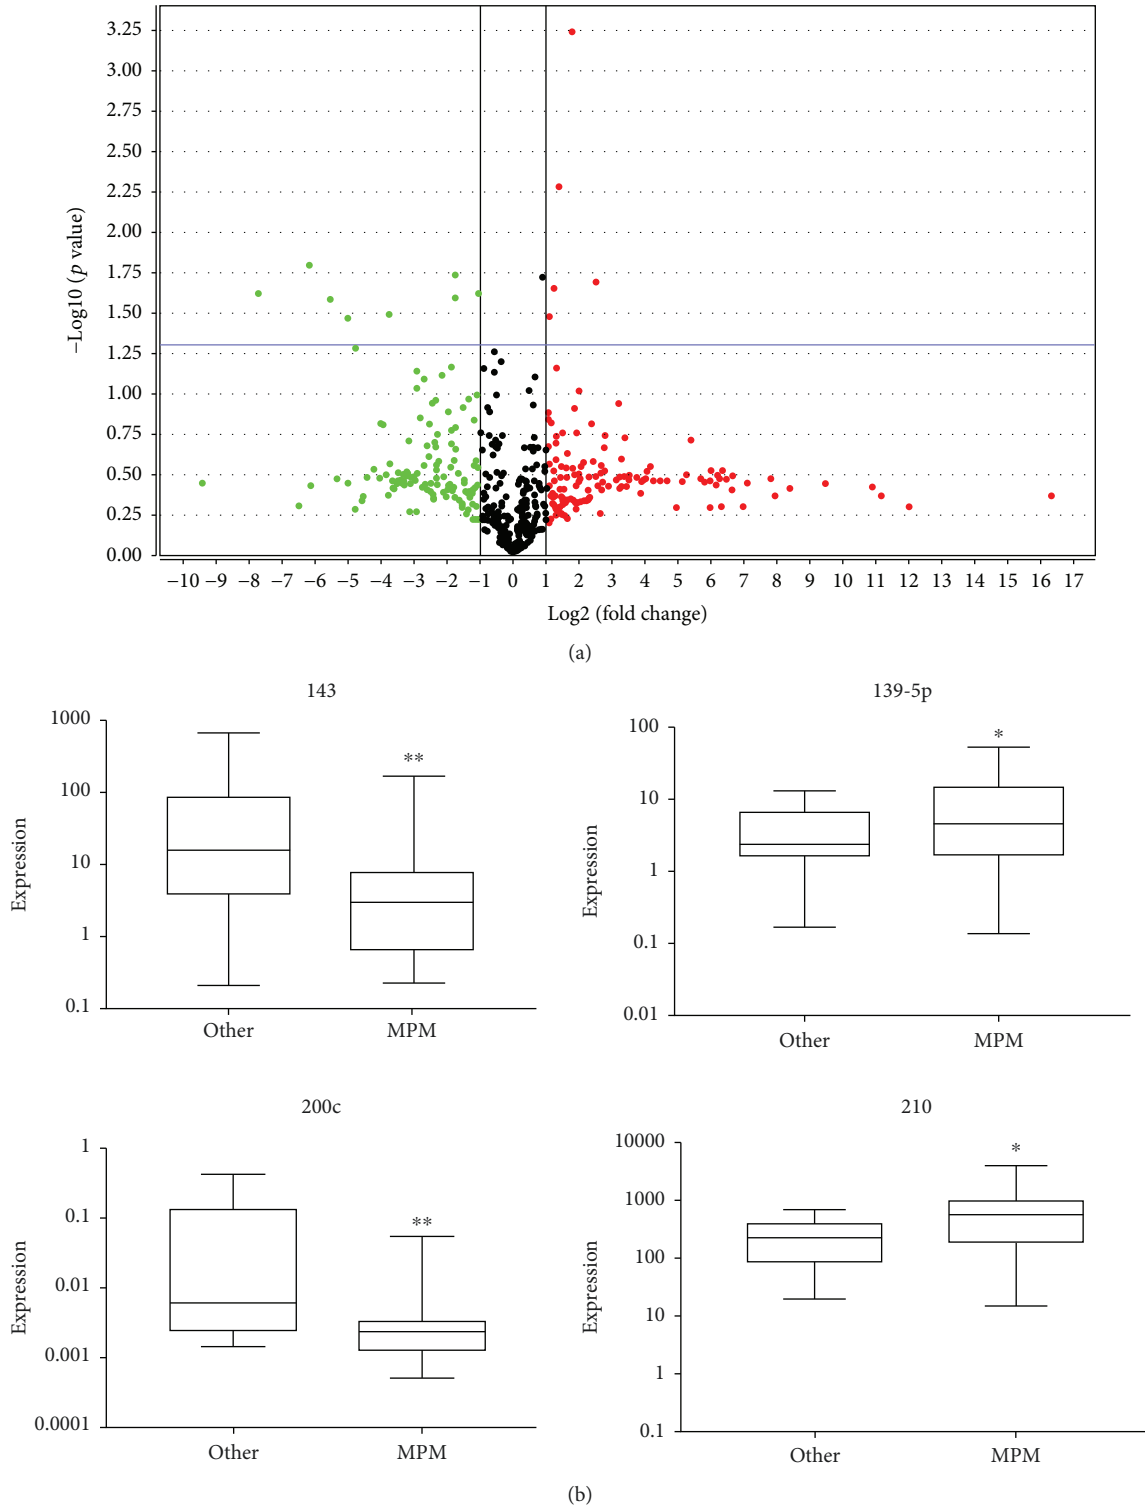 3.25
3.00
2.75
2.50
2.25
2.00
1.75
1.50
1.25
1.00
0.75
0.50
0.25
0.00
−Log10 (p value)
−10 −9 −8 −7 −6 −5 −4 −3 −2 −1 0 1 2 3 4 5 6 7 8 9 10 11 12 13 14 15 16 17
Log2 (fold change)
(a)
143
1000
100
10
1
0.1
Expression
**
Other MPM
139-5p
100
10
1
0.1
0.01
Expression
*
Other MPM
200c
1
0.1
0.01
0.001
0.0001
Expression
**
Other MPM
210
10000
1000
100
10
1
0.1
Expression
*
Other MPM
(b)